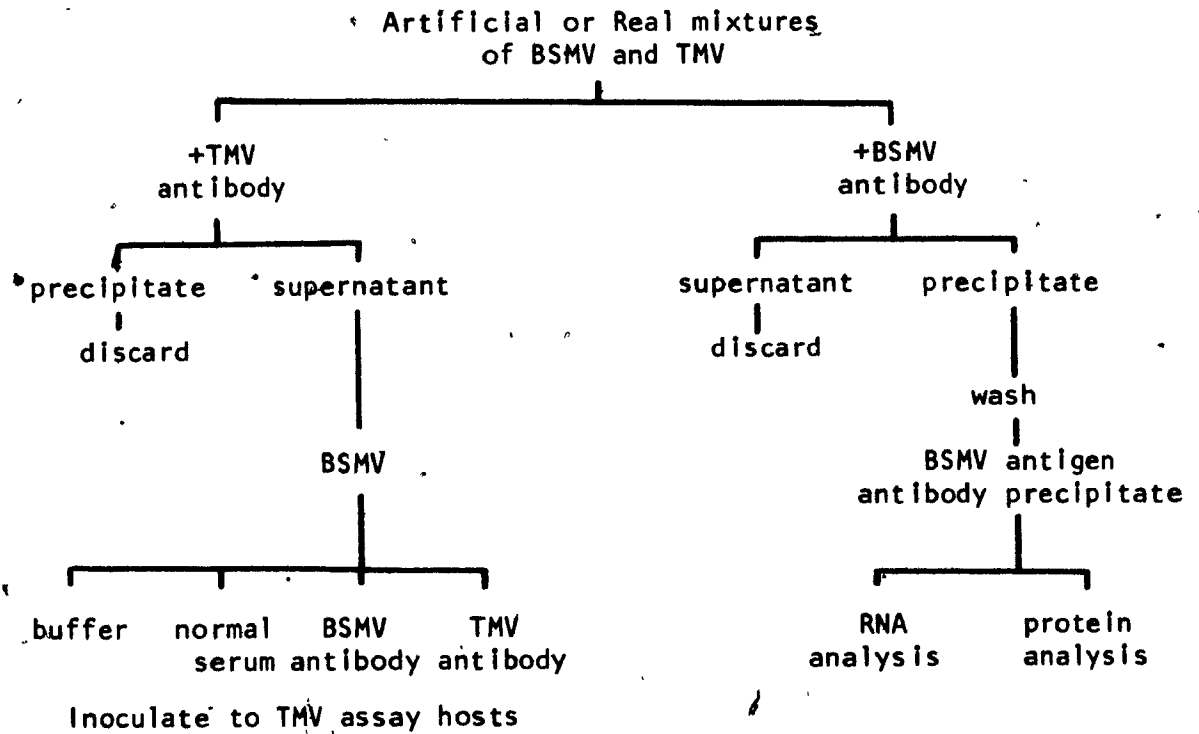 Artificial or Real mixtures
of BSMV and TMV
+TMV
antibody
+BSMV
antibody
precipitate
supernatant
supernatant
precipitate
discard
discard
wash
BSMV
BSMV antigen
antibody precipitate
buffer
normal
serum
BSMV
antibody
TMV
antibody
RNA
analysis
protein
analysis
Inoculate to TMV assay hosts